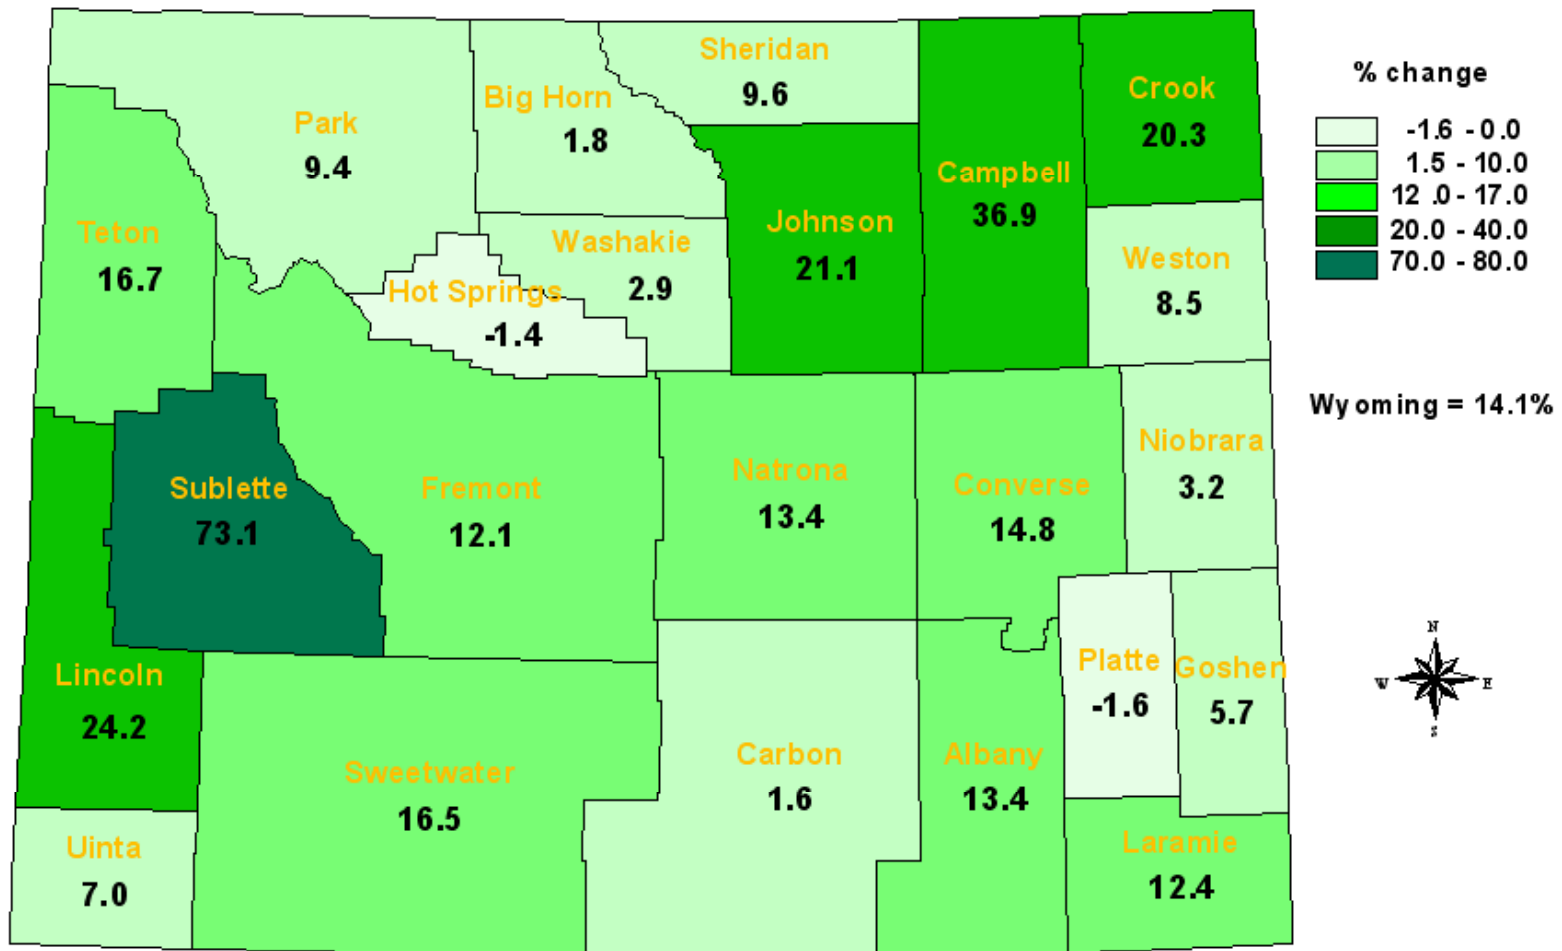 Sheridan
9.6
Crook
20.3
Big Horn
1.8
Park
9.4
Campbell
36.9
Johnson
21.1
Teton
16.7
Washakie
2.9
Weston
8.5
Hot Springs
-1.4
Niobrara
3.2
Natrona
13.4
Converse
14.8
Sublette
73.1
Fremont
12.1
Platte
-1.6
Goshen
5.7
Lincoln
24.2
Carbon
1.6
Albany
13.4
Sweetwater
16.5
Laramie
12.4
Uinta
7.0
% change
-1.6 - 0.0
1.5 - 10.0
12 .0 - 17.0
20.0 - 40.0
70.0 - 80.0
Wyoming = 14.1%
N
W E
S